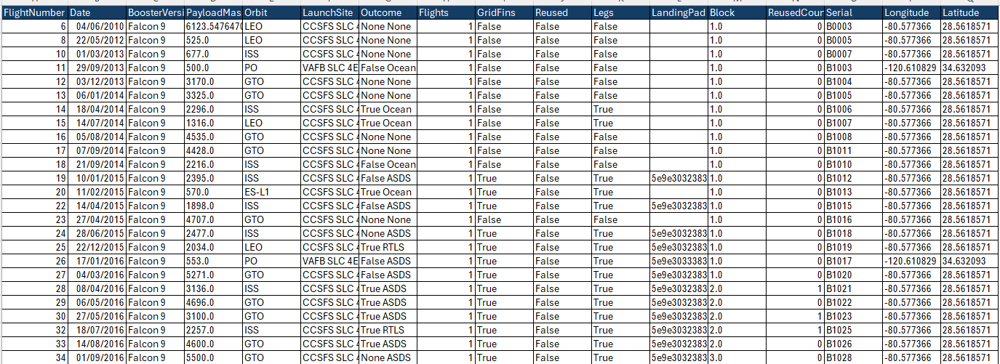 FlightNumber Date BoosterVersi PayloadMas Orbit LaunchSite Outcome Flights GridFins Reused Legs LandingPad Block ReusedCour Serial Longitude Latitude
6 04/06/2010 Falcon 9 6123.5476470 LEO CCSFS SLC 4 None None 1 False False False 1.0 0 B0003 -80.577366 28.5618571
8 22/05/2012 Falcon 9 525.0 LEO CCSFS SLC 4 None None 1 False False False 1.0 0 B0005 -80.577366 28.5618571
10 01/03/2013 Falcon 9 677.0 ISS CCSFS SLC 4 None None 1 False False False 1.0 0 B0007 -80.577366 28.5618571
11 29/09/2013 Falcon 9 500.0 PO VAFB SLC 4E False Ocean 1 False False False 1.0 0 B1003 -120.610829 34.632093
12 03/12/2013 Falcon 9 3170.0 GTO CCSFS SLC 4 None None 1 False False False 1.0 0 B1004 -80.577366 28.5618571
13 06/01/2014 Falcon 9 3325.0 GTO CCSFS SLC 4 None None 1 False False False 1.0 0 B1005 -80.577366 28.5618571
14 18/04/2014 Falcon 9 2296.0 ISS CCSFS SLC 4 True Ocean 1 False False True 1.0 0 B1006 -80.577366 28.5618571
15 14/07/2014 Falcon 9 1316.0 LEO CCSFS SLC 4 True Ocean 1 False False True 1.0 0 B1007 -80.577366 28.5618571
16 05/08/2014 Falcon 9 4535.0 GTO CCSFS SLC 4 None None 1 False False False 1.0 0 B1008 -80.577366 28.5618571
17 07/09/2014 Falcon 9 4428.0 GTO CCSFS SLC 4 None None 1 False False False 1.0 0 B1011 -80.577366 28.5618571
18 21/09/2014 Falcon 9 2216.0 ISS CCSFS SLC 4 False Ocean 1 False False False 1.0 0 B1010 -80.577366 28.5618571
19 10/01/2015 Falcon 9 2395.0 ISS CCSFS SLC 4 False ASDS 1 True False True 5e9e3032383 1.0 0 B1012 -80.577366 28.5618571
20 11/02/2015 Falcon 9 570.0 ES-L1 CCSFS SLC 4 True Ocean 1 True False True 1.0 0 B1013 -80.577366 28.5618571
22 14/04/2015 Falcon 9 1898.0 ISS CCSFS SLC 4 False ASDS 1 True False True 5e9e3032383 1.0 0 B1015 -80.577366 28.5618571
23 27/04/2015 Falcon 9 4707.0 GTO CCSFS SLC 4 None None 1 False False False 1.0 0 B1016 -80.577366 28.5618571
24 28/06/2015 Falcon 9 2477.0 ISS CCSFS SLC 4 None ASDS 1 True False True 5e9e3032383 1.0 0 B1018 -80.577366 28.5618571
25 22/12/2015 Falcon 9 2034.0 LEO CCSFS SLC 4 True RTLS 1 True False True 5e9e3032383 1.0 0 B1019 -80.577366 28.5618571
26 17/01/2016 Falcon 9 553.0 PO VAFB SLC 4E False ASDS 1 True False True 5e9e3033383 1.0 0 B1017 -120.610829 34.632093
27 04/03/2016 Falcon 9 5271.0 GTO CCSFS SLC 4 False ASDS 1 True False True 5e9e3032383 1.0 0 B1020 -80.577366 28.5618571
28 08/04/2016 Falcon 9 3136.0 ISS CCSFS SLC 4 True ASDS 1 True False True 5e9e3032383 2.0 1 B1021 -80.577366 28.5618571
29 06/05/2016 Falcon 9 4696.0 GTO CCSFS SLC 4 True ASDS 1 True False True 5e9e3032383 2.0 0 B1022 -80.577366 28.5618571
30 27/05/2016 Falcon 9 3100.0 GTO CCSFS SLC 4 True ASDS 1 True False True 5e9e3032383 2.0 1 B1023 -80.577366 28.5618571
32 18/07/2016 Falcon 9 2257.0 ISS CCSFS SLC 4 True RTLS 1 True False True 5e9e3032383 2.0 1 B1025 -80.577366 28.5618571
33 14/08/2016 Falcon 9 4600.0 GTO CCSFS SLC 4 True ASDS 1 True False True 5e9e3032383 2.0 0 B1026 -80.577366 28.5618571
34 01/09/2016 Falcon 9 5500.0 GTO CCSFS SLC 4 None ASDS 1 True False True 5e9e3032383 3.0 0 B1028 -80.577366 28.5618571